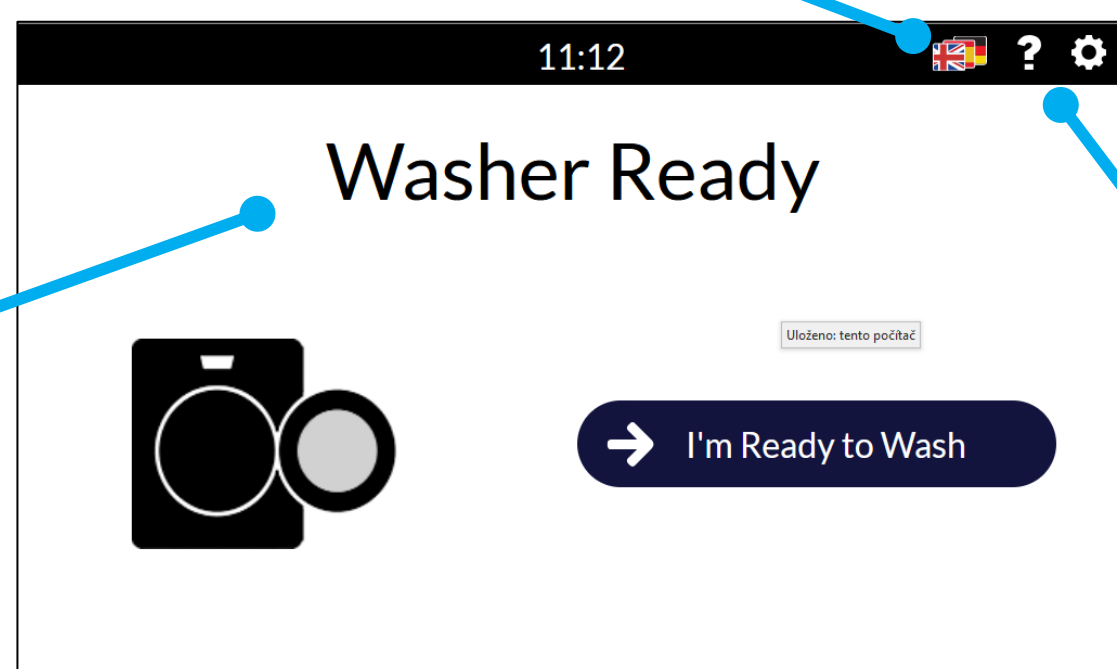 11:12
?
Washer Ready
Uloženo: tento počítač
I'm Ready to Wash